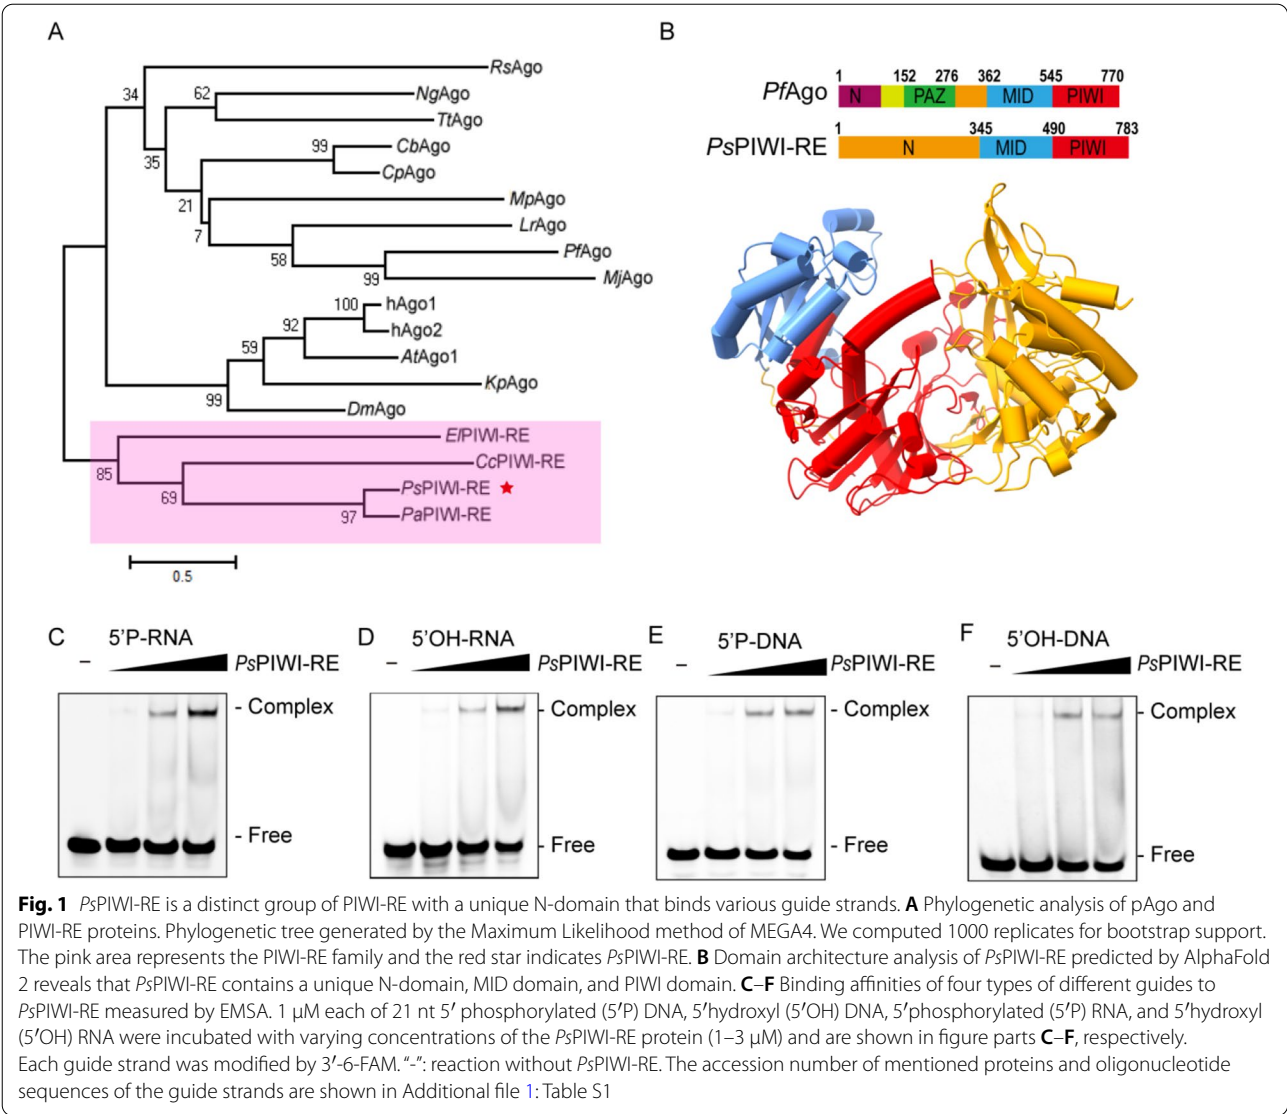 A
RsAgo
34
62
NgAgo
TtAgo
35
99
CbAgo
CpAgo
21
MpAgo
7
LrAgo
58
PfAgo
99
MjAgo
100
hAgo1
92
hAgo2
59
AtAgo1
KpAgo
99
DmAgo
EIPIWI-RE
85
CcPIWI-RE
69
PsPIWI-RE
97
PaPIWI-RE
0.5
B
1 152 276 362 545 770
PfAgo N PAZ MID PIWI
1 345 490 783
PsPIWI-RE N MID PIWI
C 5'P-RNA
– PsPIWI-RE
- Complex
- Free
D 5'OH-RNA
– PsPIWI-RE
- Complex
- Free
E 5'P-DNA
– PsPIWI-RE
- Complex
- Free
F 5'OH-DNA
– PsPIWI-RE
- Complex
- Free
Fig. 1 PsPIWI-RE is a distinct group of PIWI-RE with a unique N-domain that binds various guide strands. A Phylogenetic analysis of pAgo and
PIWI-RE proteins. Phylogenetic tree generated by the Maximum Likelihood method of MEGA4. We computed 1000 replicates for bootstrap support.
The pink area represents the PIWI-RE family and the red star indicates PsPIWI-RE. B Domain architecture analysis of PsPIWI-RE predicted by AlphaFold
2 reveals that PsPIWI-RE contains a unique N-domain, MID domain, and PIWI domain. C–F Binding affinities of four types of different guides to
PsPIWI-RE measured by EMSA. 1 μM each of 21 nt 5′ phosphorylated (5′P) DNA, 5′hydroxyl (5′OH) DNA, 5′phosphorylated (5′P) RNA, and 5′hydroxyl
(5′OH) RNA were incubated with varying concentrations of the PsPIWI-RE protein (1–3 μM) and are shown in figure parts C–F, respectively.
Each guide strand was modified by 3′-6-FAM. "-": reaction without PsPIWI-RE. The accession number of mentioned proteins and oligonucleotide
sequences of the guide strands are shown in Additional file 1: Table S1